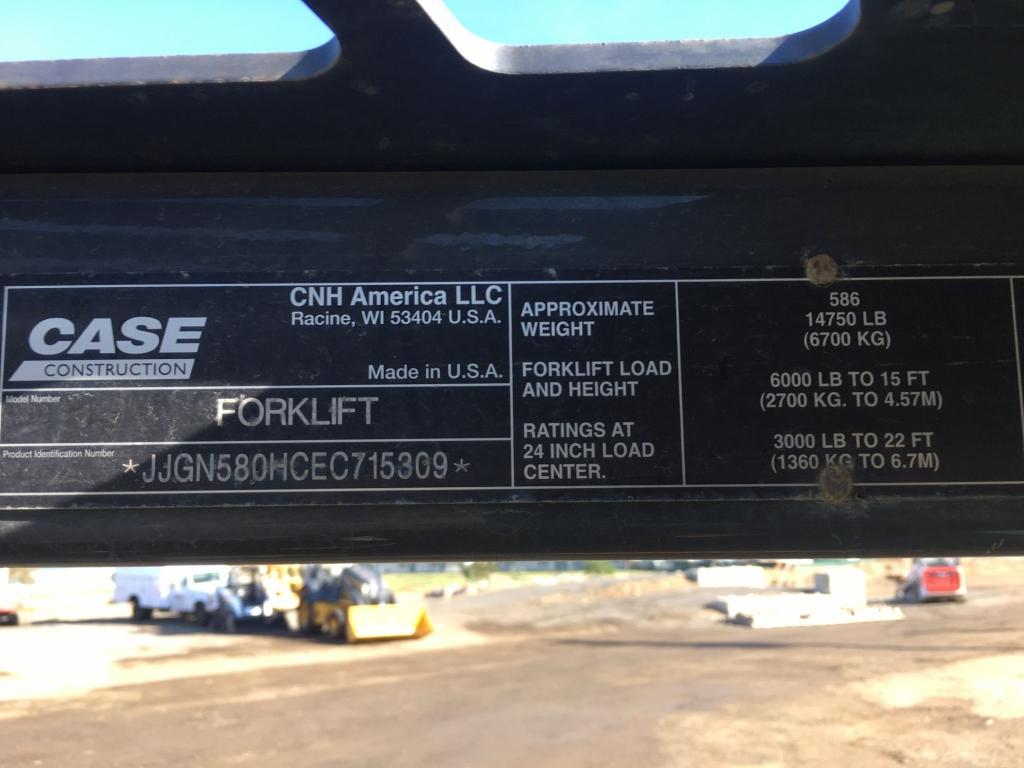 CASE
CONSTRUCTION
CNH America LLC
Racine, WI 53404 U.S.A.
Made in U.S.A.
Model Number
FORKLIFT
Product Identification Number
*JJGN580HCEC715309*
APPROXIMATE
WEIGHT
FORKLIFT LOAD
AND HEIGHT
RATINGS AT
24 INCH LOAD
CENTER.
586
14750 LB
(6700 KG)
6000 LB TO 15 FT
(2700 KG. TO 4.57M)
3000 LB TO 22 FT
(1360 KG TO 6.7M)